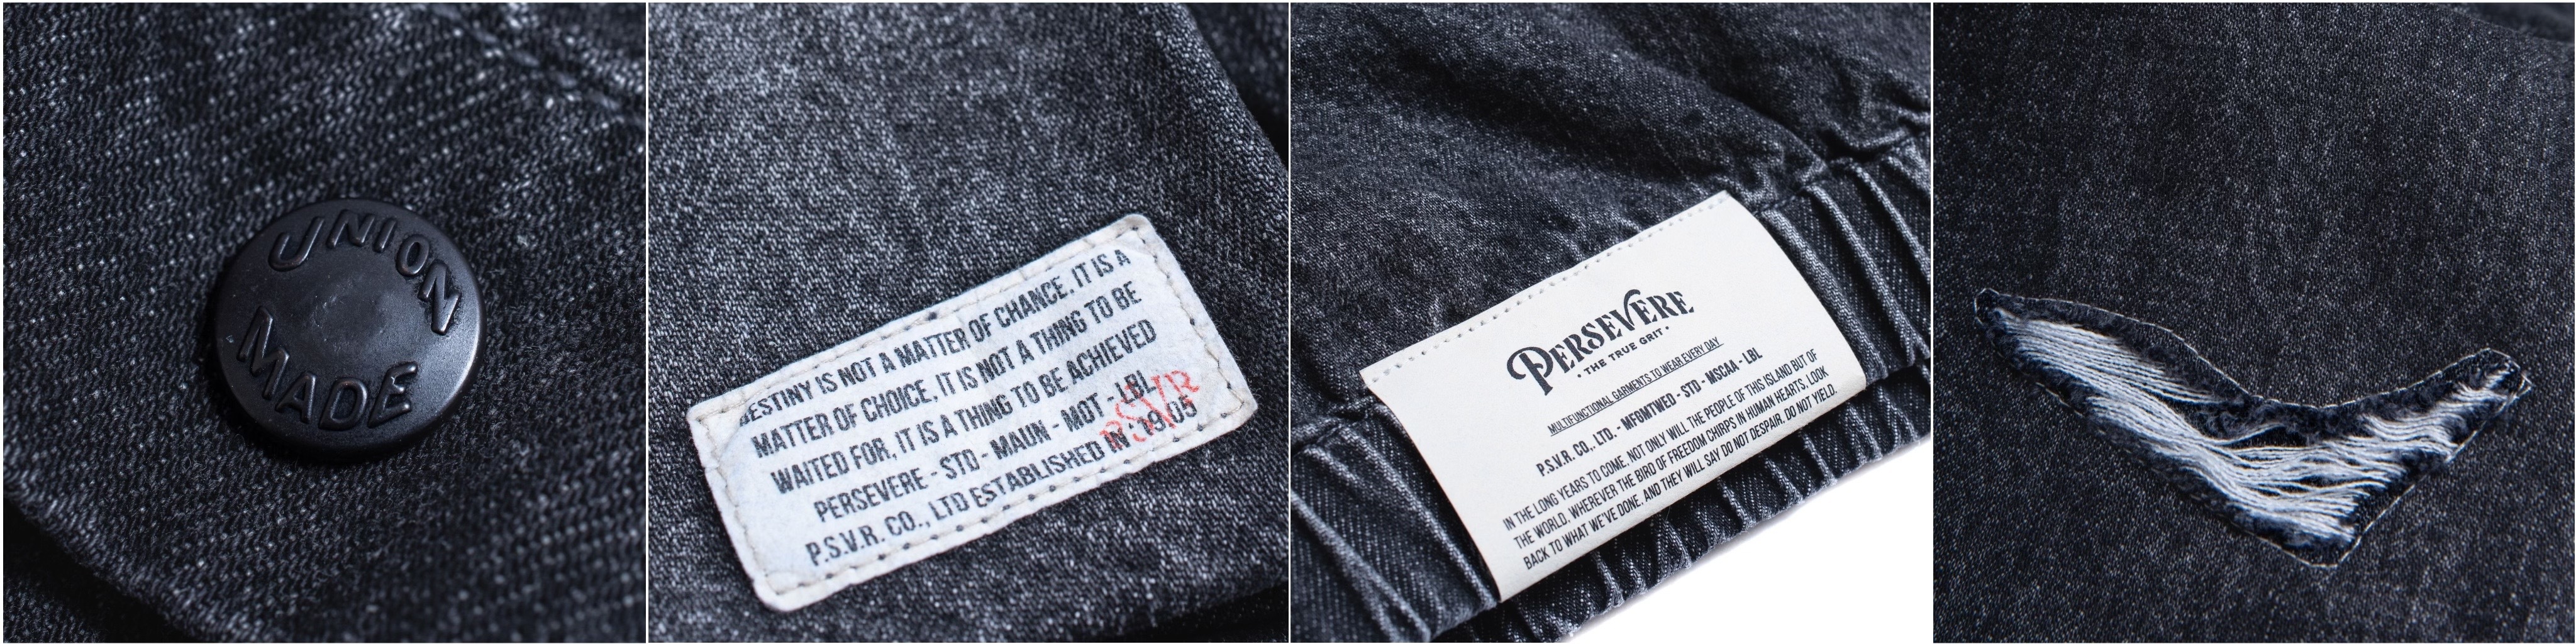 UNION
MADE
DESTINY IS NOT A MATTER OF CHANCE. IT IS A
MATTER OF CHOICE, IT IS NOT A THING TO BE
WAITED FOR, IT IS A THING TO BE ACHIEVED
PERSEVERE - STD - MAUN - MOT - LBL
P.S.V.R. CO., LTD ESTABLISHED IN
PSVR
PERSEVERE
• THE TRUE GRIT •
MULTIFUNCTIONAL GARMENTS TO WEAR EVERY DAY
P.S.V.R. CO., LTD. - MFOMTWED - STD - MSCAA - LBL
IN THE LONG YEARS TO COME, NOT ONLY WILL THE PEOPLE OF THIS ISLAND BUT OF
THE WORLD, WHEREVER THE BIRD OF FREEDOM CHIRPS IN HUMAN HEARTS, LOOK
BACK TO WHAT WE'VE DONE. AND THEY WILL SAY DO NOT DESPAIR. DO NOT YIELD.